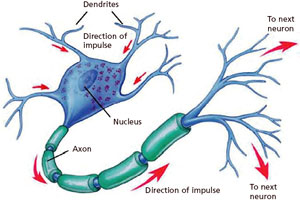 Dendrites
Direction of
impulse
To next
neuron
Nucleus
Axon
Direction of impulse
To next
neuron